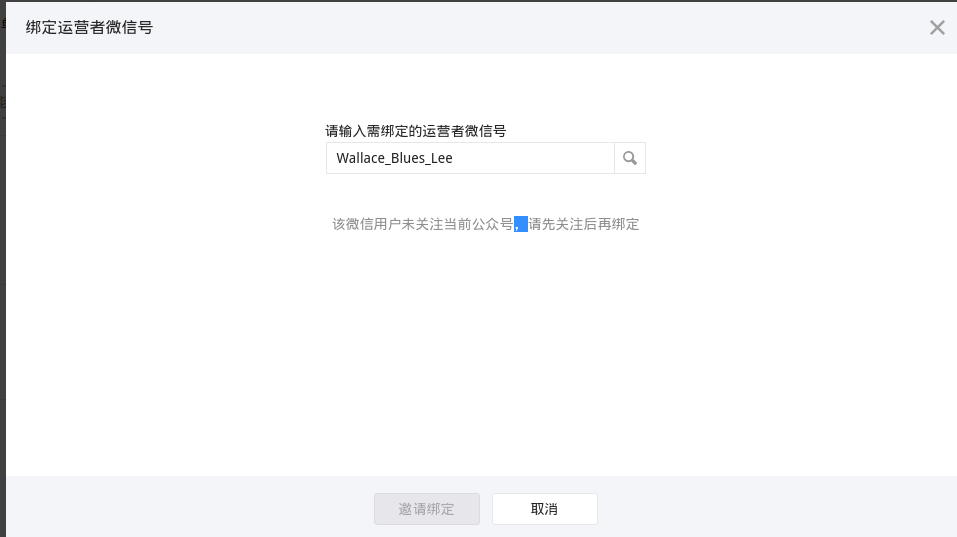 绑定运营者微信号
请输入需绑定的运营者微信号
Wallace_Blues_Lee
该微信用户未关注当前公众号，请先关注后再绑定
邀请绑定
取消